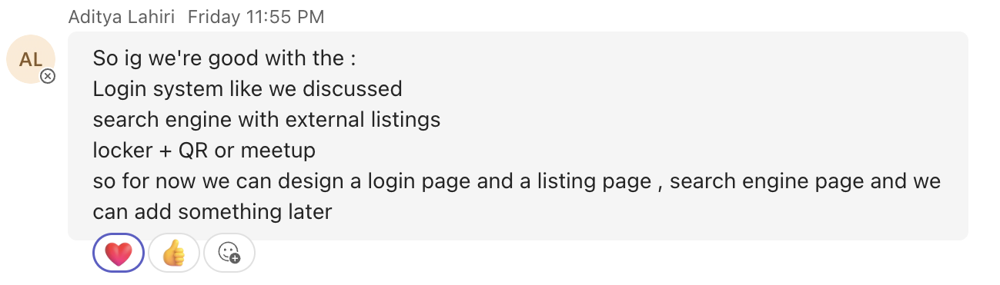 Aditya Lahiri Friday 11:55 PM
AL
So ig we're good with the :
Login system like we discussed
search engine with external listings
locker + QR or meetup
so for now we can design a login page and a listing page , search engine page and we
can add something later